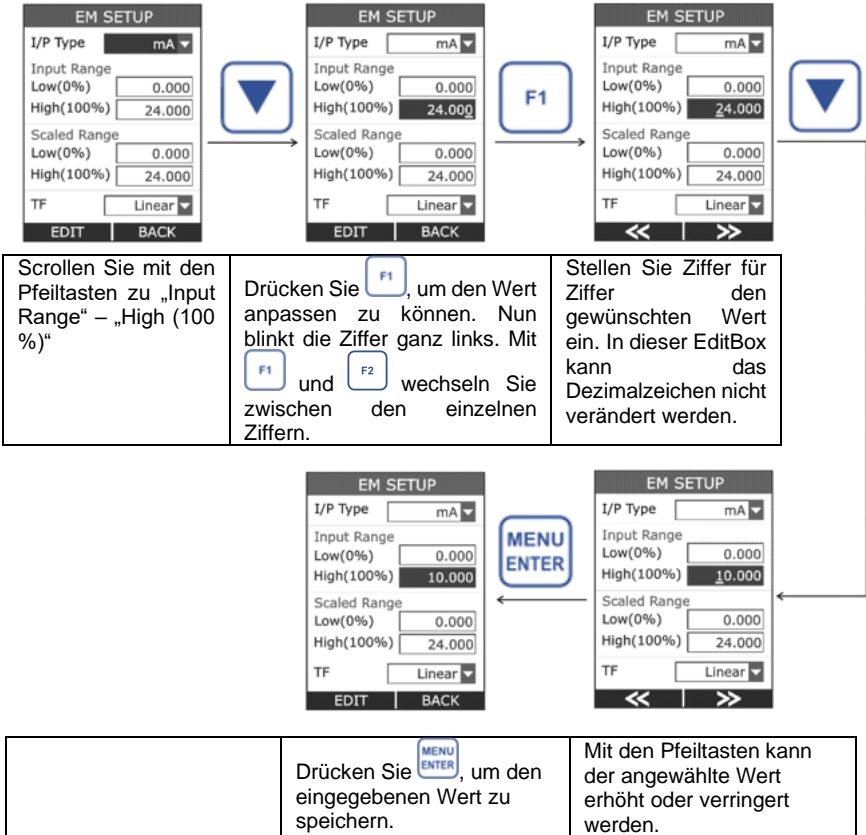 EM SETUP
I/P Type mA
Input Range
Low(0%) 0.000
High(100%) 24.000
Scaled Range
Low(0%) 0.000
High(100%) 24.000
TF Linear
EDIT BACK
EM SETUP
I/P Type mA
Input Range
Low(0%) 0.000
High(100%) 24.000
Scaled Range
Low(0%) 0.000
High(100%) 24.000
TF Linear
EDIT BACK
F1
EM SETUP
I/P Type mA
Input Range
Low(0%) 0.000
High(100%) 24.000
Scaled Range
Low(0%) 0.000
High(100%) 24.000
TF Linear
<< >>
Scrollen Sie mit den
Pfeiltasten zu „Input
Range“ – „High (100
%)“
Drücken Sie F1, um den Wert
anpassen zu können. Nun
blinkt die Ziffer ganz links. Mit
F1 und F2 wechseln Sie
zwischen den einzelnen
Ziffern.
Stellen Sie Ziffer für
Ziffer den
gewünschten Wert
ein. In dieser EditBox
kann das
Dezimalzeichen nicht
verändert werden.
EM SETUP
I/P Type mA
Input Range
Low(0%) 0.000
High(100%) 10.000
Scaled Range
Low(0%) 0.000
High(100%) 24.000
TF Linear
EDIT BACK
MENU
ENTER
EM SETUP
I/P Type mA
Input Range
Low(0%) 0.000
High(100%) 10.000
Scaled Range
Low(0%) 0.000
High(100%) 24.000
TF Linear
<< >>
Drücken Sie MENU ENTER, um den
eingegebenen Wert zu
speichern.
Mit den Pfeiltasten kann
der angewählte Wert
erhöht oder verringert
werden.